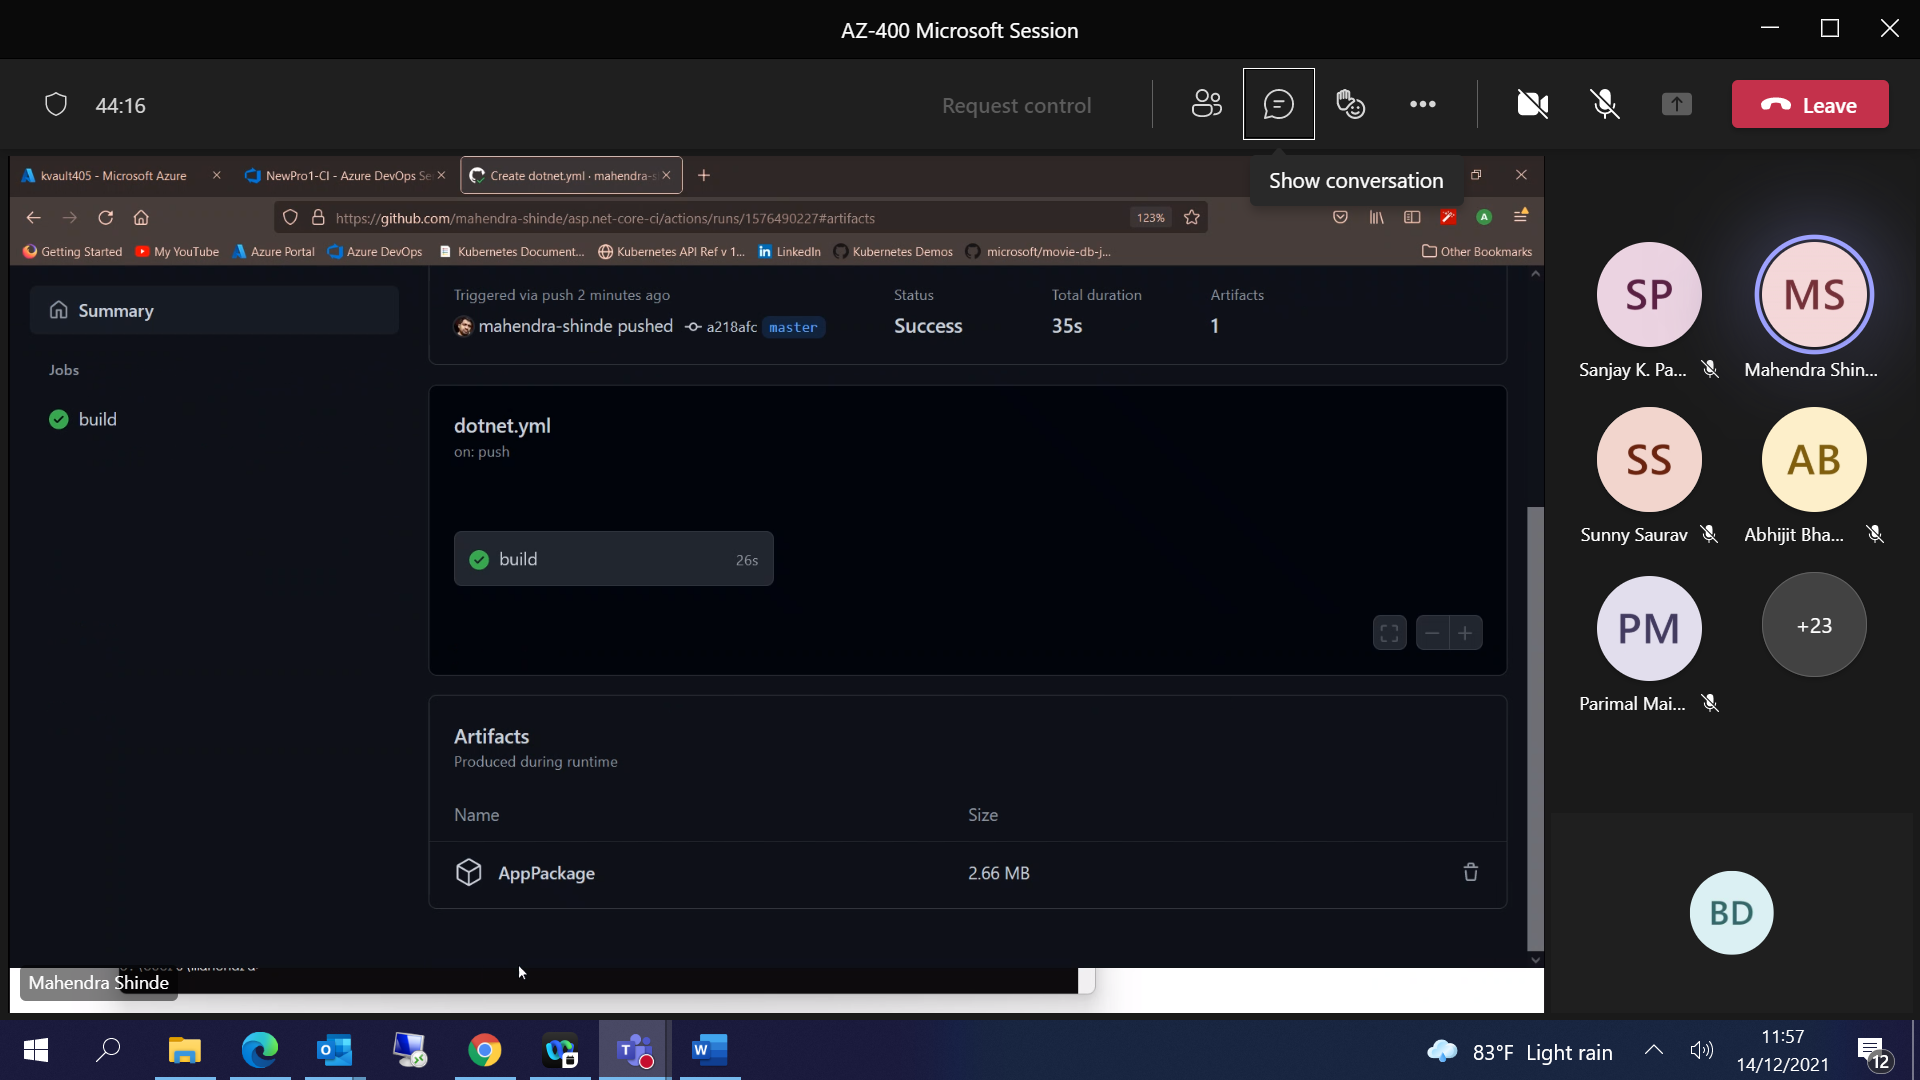 AZ-400 Microsoft Session
44:16
Request control
Leave
Show conversation
kvault405 - Microsoft Azure
NewPro1-CI - Azure DevOps Se
Create dotnet.yml · mahendra-s
https://github.com/mahendra-shinde/asp.net-core-ci/actions/runs/1576490227#artifacts
123%
A
Getting Started
My YouTube
Azure Portal
Azure DevOps
Kubernetes Document...
Kubernetes API Ref v 1...
LinkedIn
Kubernetes Demos
microsoft/movie-db-j...
Other Bookmarks
Summary
Jobs
build
Triggered via push 2 minutes ago
mahendra-shinde pushed a218afc master
Status
Success
Total duration
35s
Artifacts
1
dotnet.yml
on: push
build 26s
Artifacts
Produced during runtime
Name Size
AppPackage 2.66 MB
Mahendra Shinde
SP
Sanjay K. Pa...
MS
Mahendra Shin...
SS
Sunny Saurav
AB
Abhijit Bha...
PM
Parimal Mai...
+23
BD
83°F Light rain
11:57
14/12/2021
12